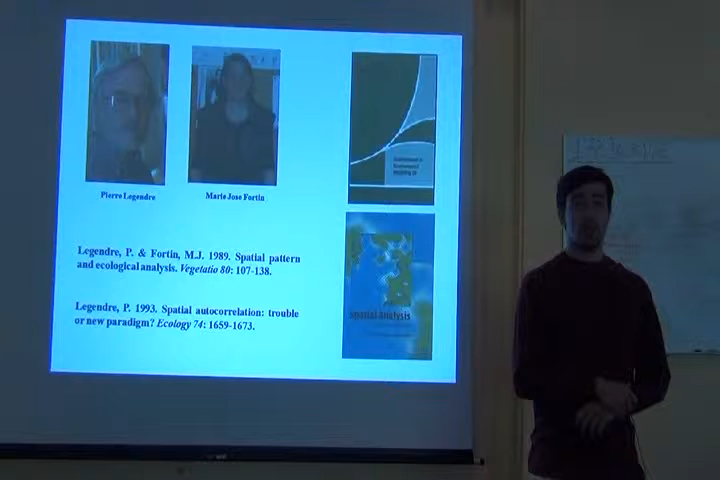 Pierre Legendre
Marie Jose Fortin
Legendre, P. & Fortin, M.J. 1989. Spatial pattern
and ecological analysis. Vegetatio 80: 107-138.
Legendre, P. 1993. Spatial autocorrelation: trouble
or new paradigm? Ecology 74: 1659-1673.
spatial analysis